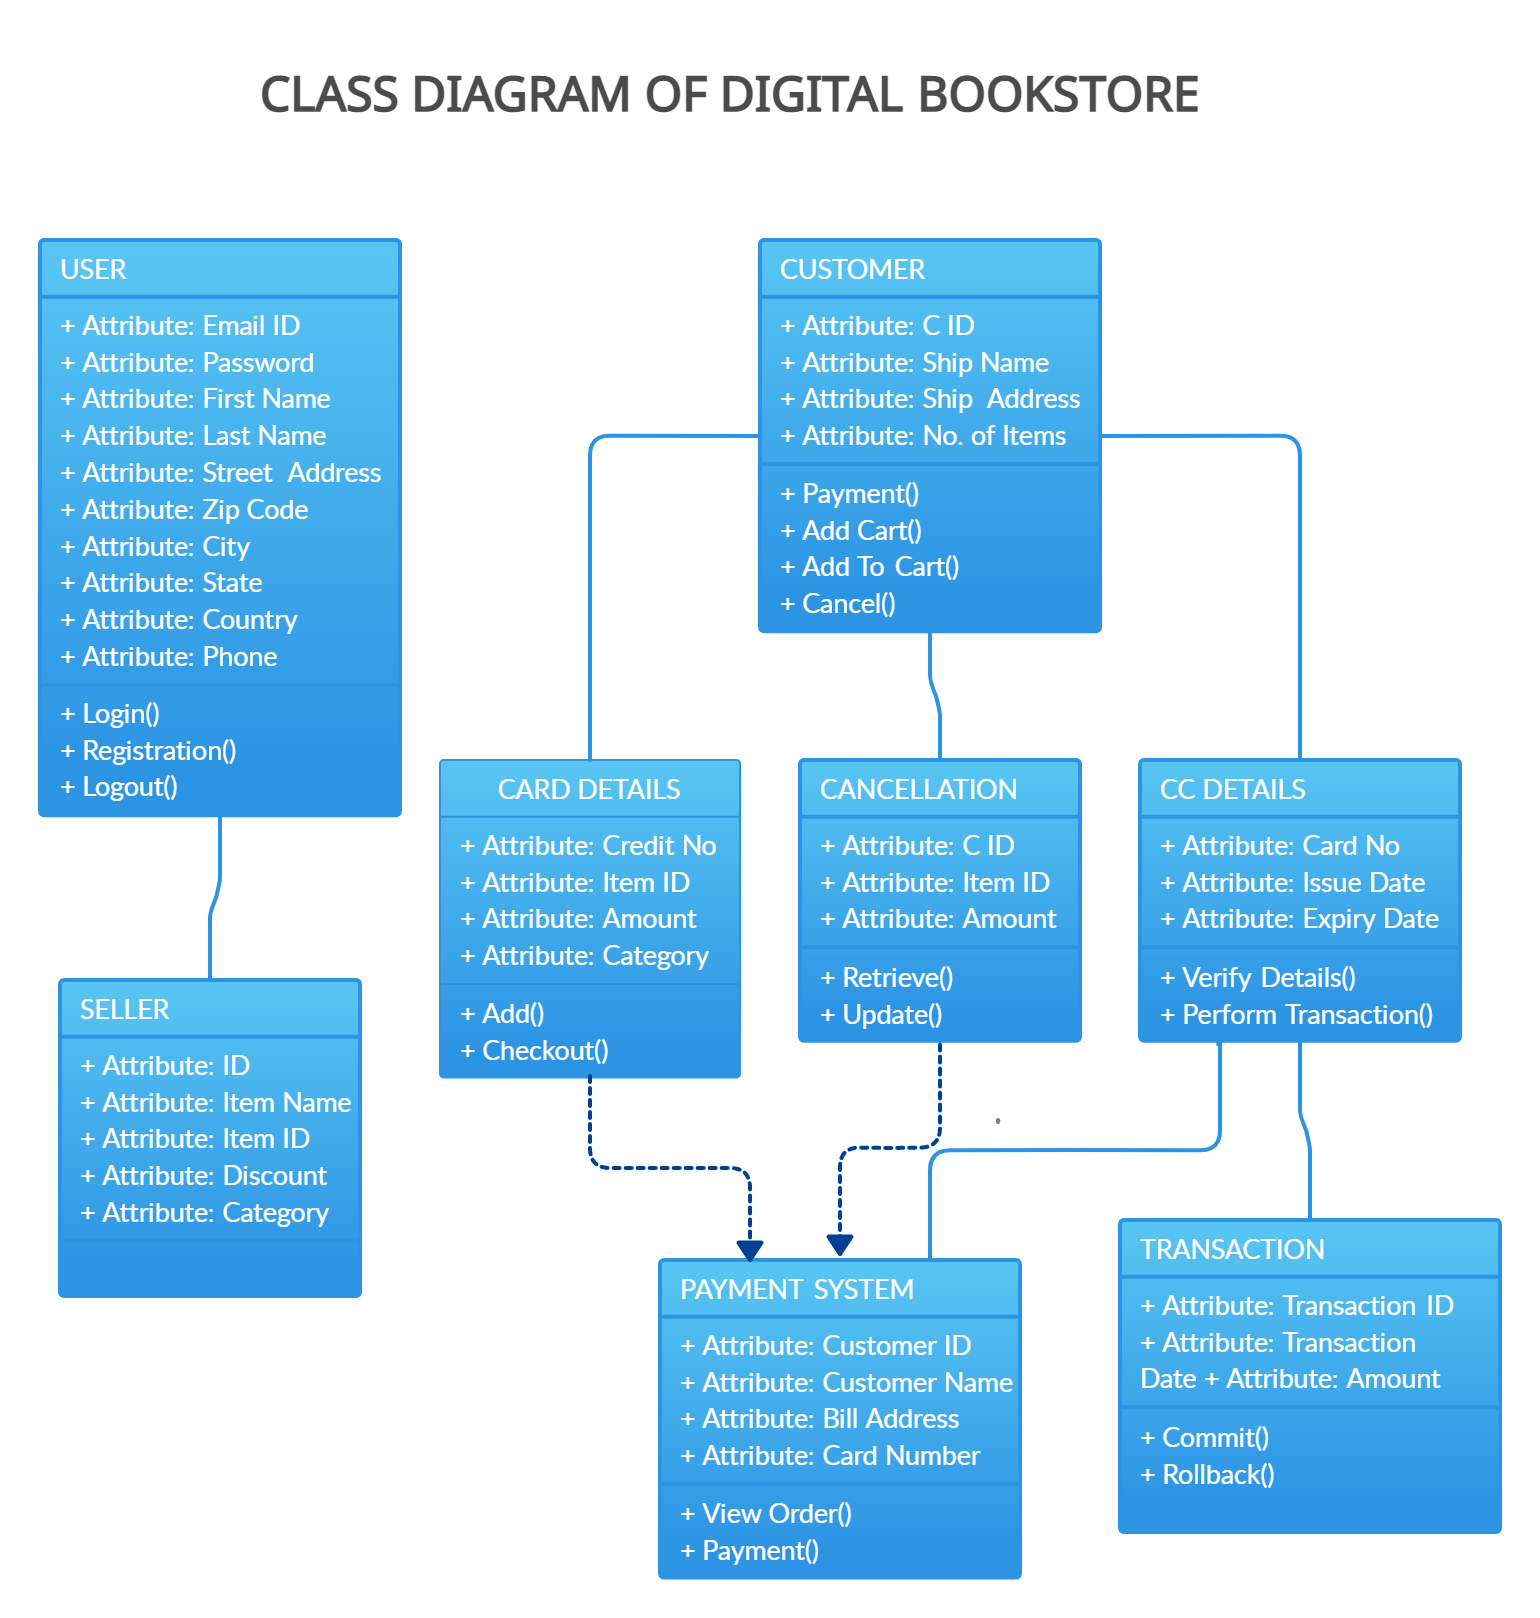 CLASS DIAGRAM OF DIGITAL BOOKSTORE
USER
+ Attribute: Email ID
+ Attribute: Password
+ Attribute: First Name
+ Attribute: Last Name
+ Attribute: Street Address
+ Attribute: Zip Code
+ Attribute: City
+ Attribute: State
+ Attribute: Country
+ Attribute: Phone
+ Login()
+ Registration()
+ Logout()
CUSTOMER
+ Attribute: C ID
+ Attribute: Ship Name
+ Attribute: Ship Address
+ Attribute: No. of Items
+ Payment()
+ Add Cart()
+ Add To Cart()
+ Cancel()
CARD DETAILS
+ Attribute: Credit No
+ Attribute: Item ID
+ Attribute: Amount
+ Attribute: Category
+ Add()
+ Checkout()
CANCELLATION
+ Attribute: C ID
+ Attribute: Item ID
+ Attribute: Amount
+ Retrieve()
+ Update()
CC DETAILS
+ Attribute: Card No
+ Attribute: Issue Date
+ Attribute: Expiry Date
+ Verify Details()
+ Perform Transaction()
SELLER
+ Attribute: ID
+ Attribute: Item Name
+ Attribute: Item ID
+ Attribute: Discount
+ Attribute: Category
PAYMENT SYSTEM
+ Attribute: Customer ID
+ Attribute: Customer Name
+ Attribute: Bill Address
+ Attribute: Card Number
+ View Order()
+ Payment()
TRANSACTION
+ Attribute: Transaction ID
+ Attribute: Transaction
Date + Attribute: Amount
+ Commit()
+ Rollback()